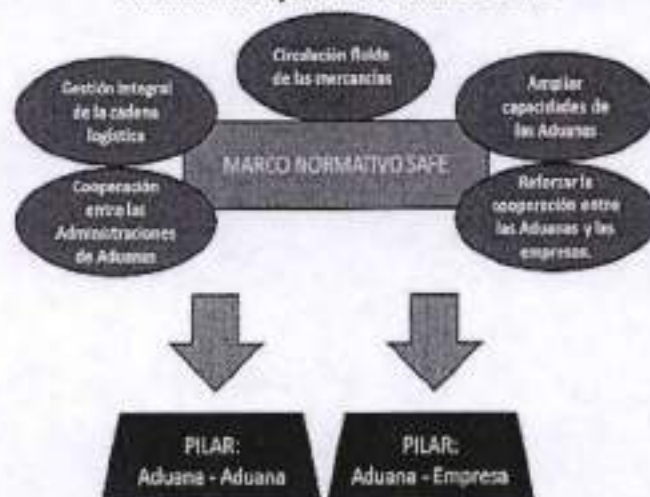 Circulación fluida
de las mercancías
Gestión integral
de la cadena
logística
Ampliar
capacidades de
las Aduanas
MARCO NORMATIVO SAFE
Cooperación
entre las
Administraciones
de Aduanas
Reforzar la
cooperación entre
las Aduanas y las
empresas.
PILAR:
Aduana - Aduana
PILAR:
Aduana - Empresa